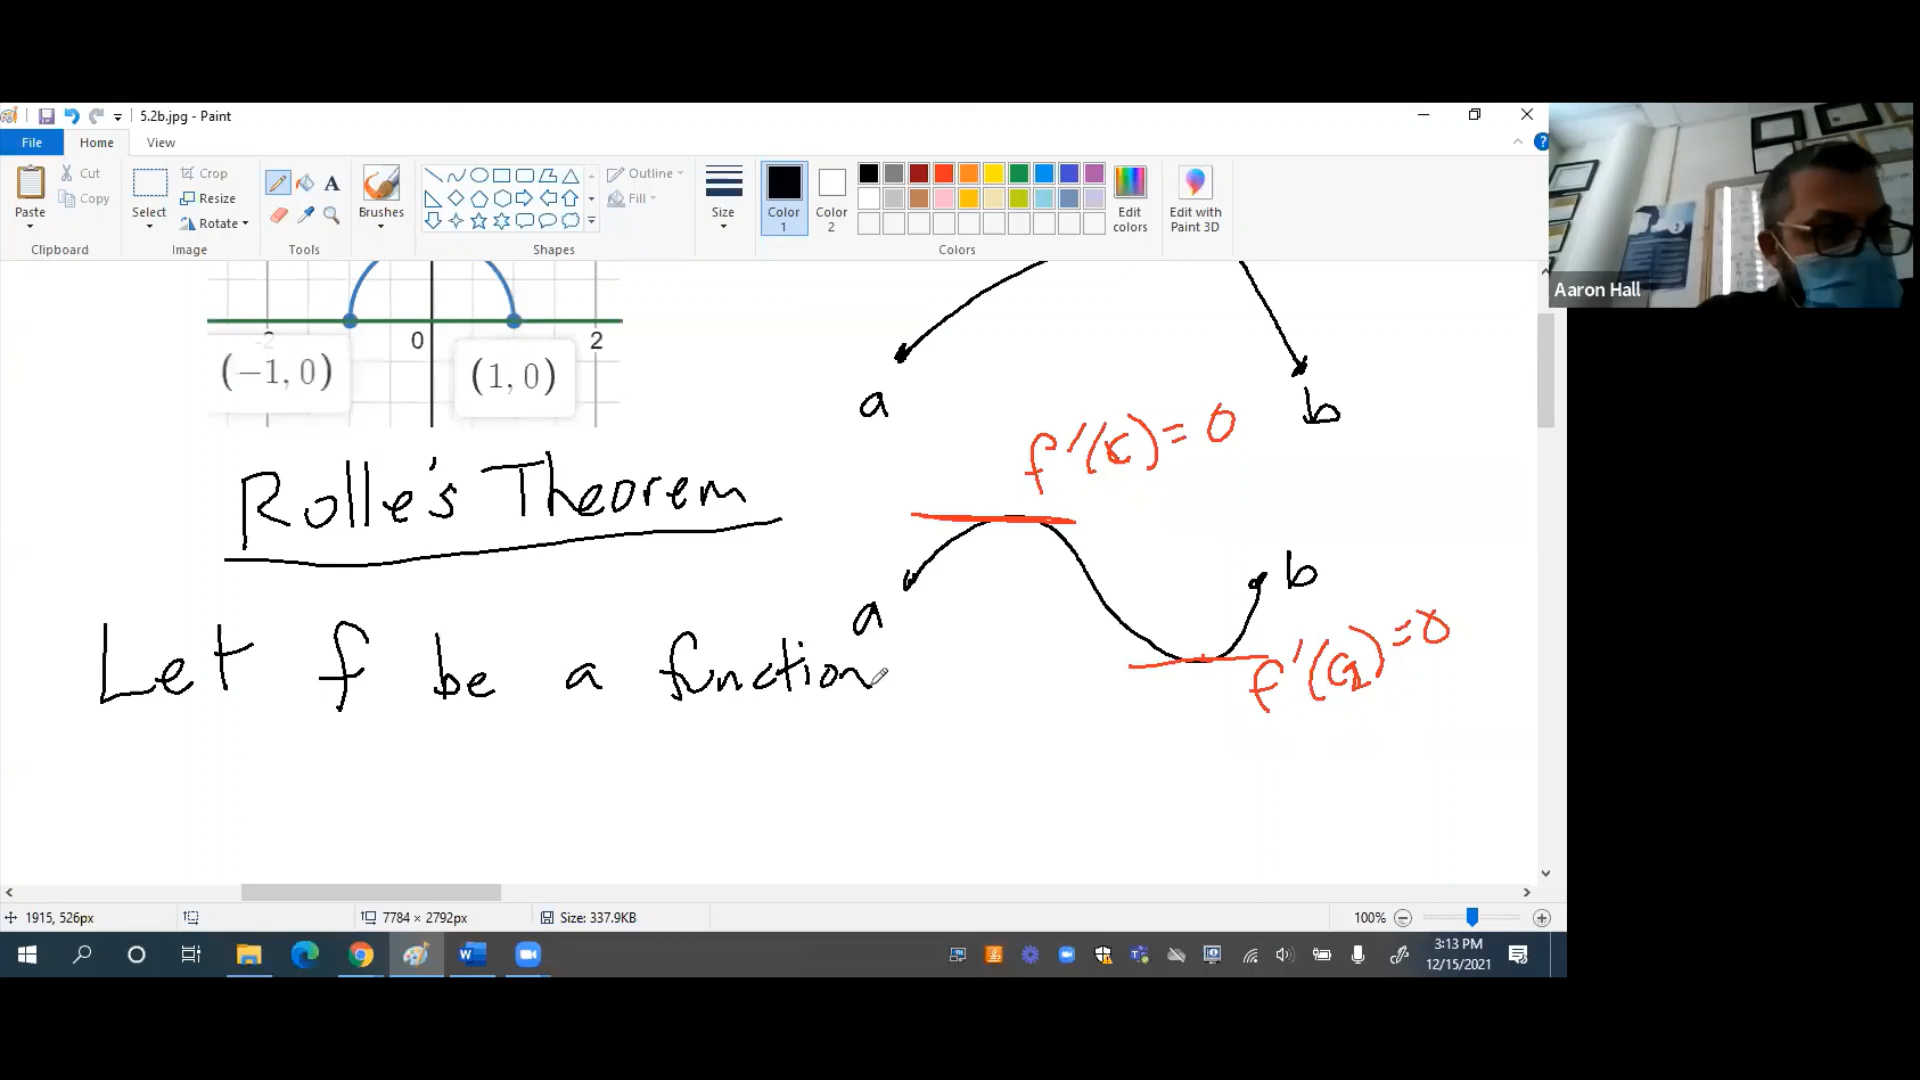 5.2b.jpg - Paint
File Home View
Paste
Cut
Copy
Clipboard
Select
Crop
Resize
Rotate
Image
A
Tools
Brushes
Outline
Fill
Shapes
Size
Color 1
Color 2
Edit colors
Colors
Edit with Paint 3D
?
Aaron Hall
-2 0 2
(−1, 0) (1, 0)
a b
f'(c) = 0
Rolle's Theorem
a b
f'(c2) = 0
Let f be a function
1915, 526px
7784 × 2792px
Size: 337.9KB
100%
W
3:13 PM
12/15/2021